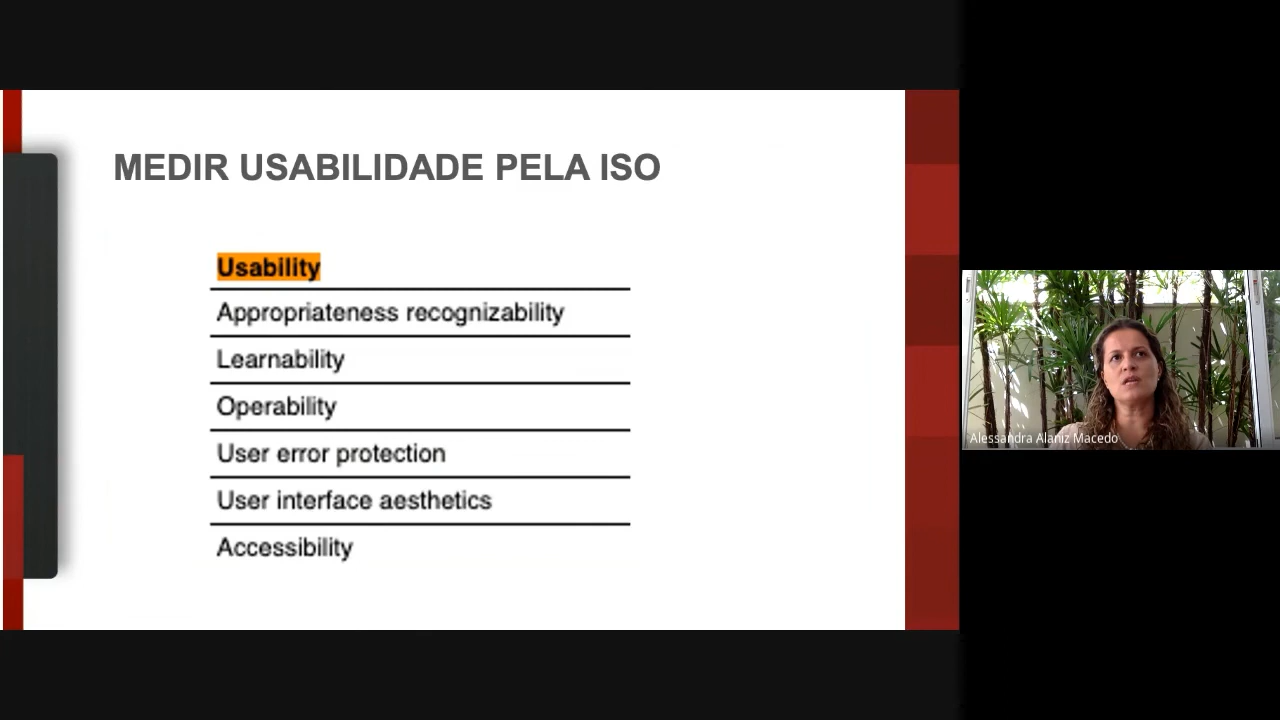 MEDIR USABILIDADE PELA ISO
Usability
Appropriateness recognizability
Learnability
Operability
User error protection
User interface aesthetics
Accessibility
Alessandra Alaniz Macedo